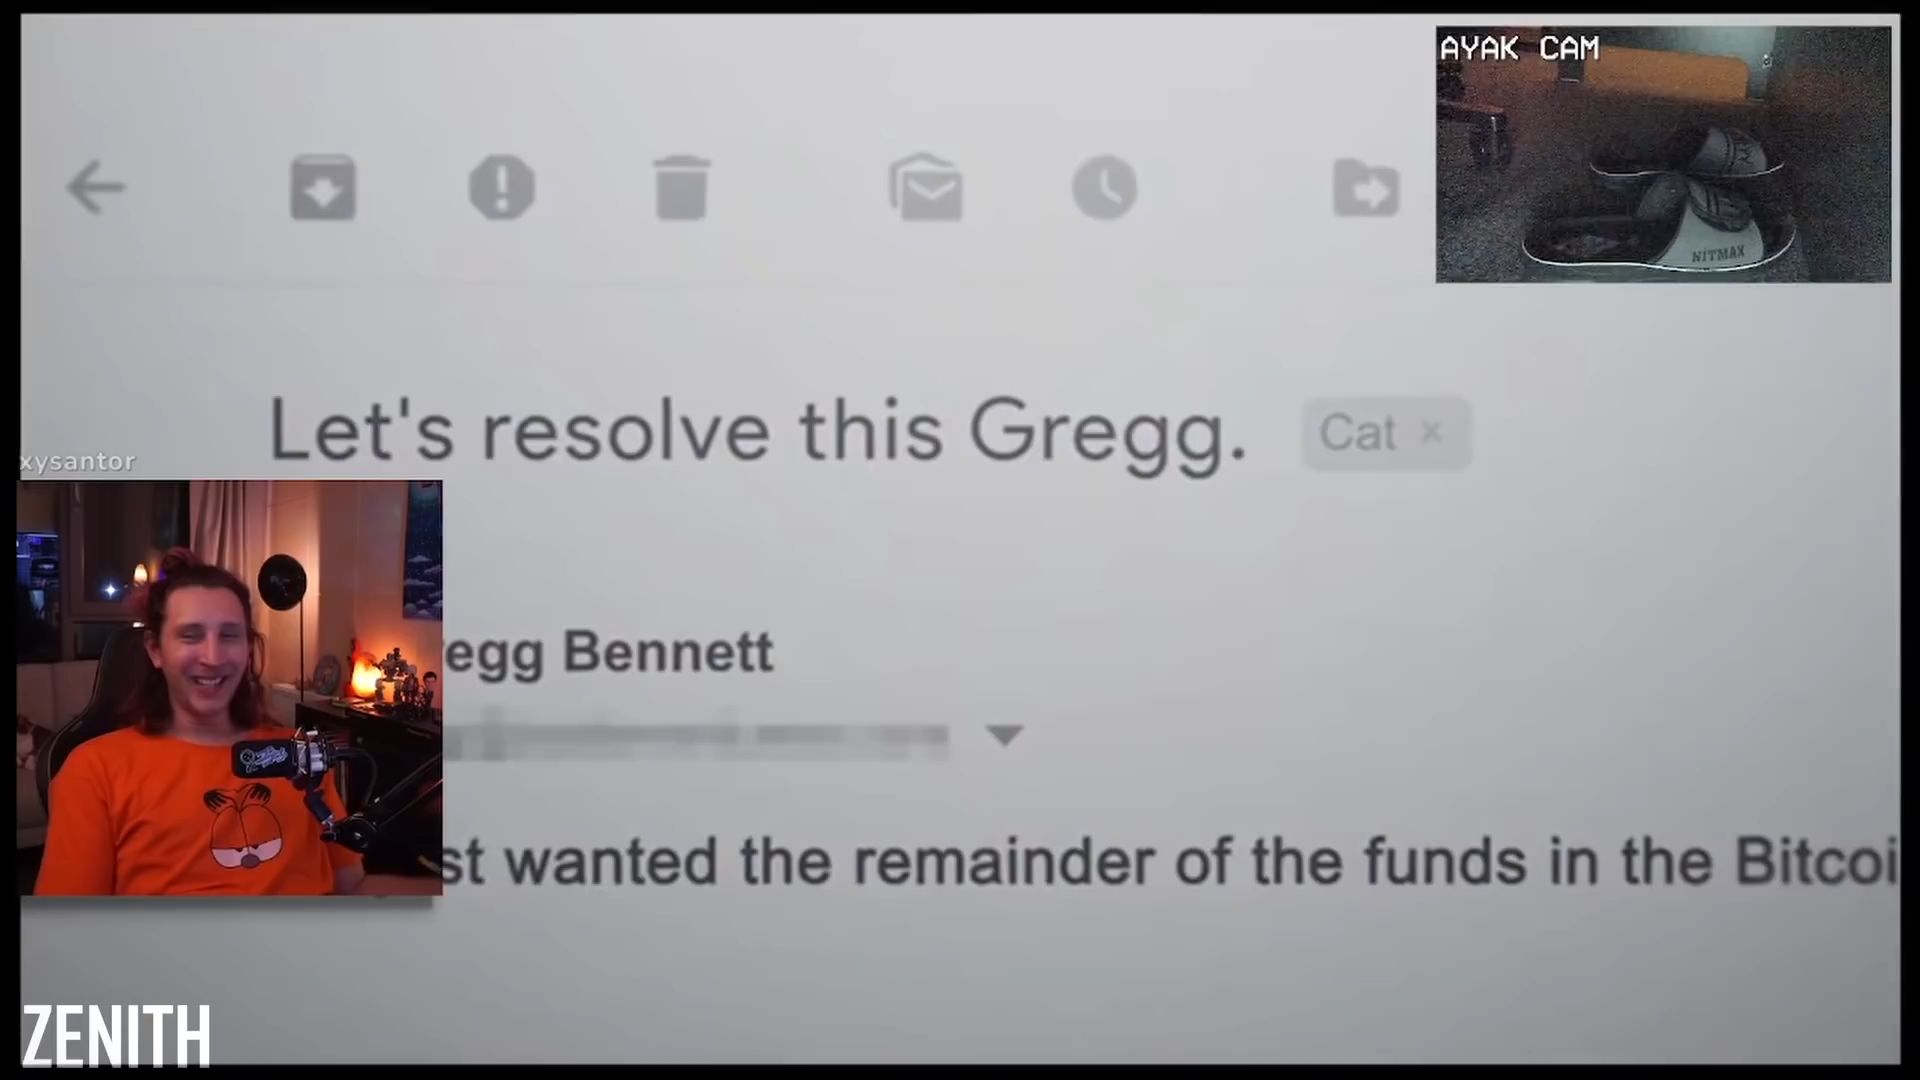 AYAK CAM
NITMAX
Let's resolve this Gregg. Cat ×
xysantor
egg Bennett
st wanted the remainder of the funds in the Bitcoi
ZENITH